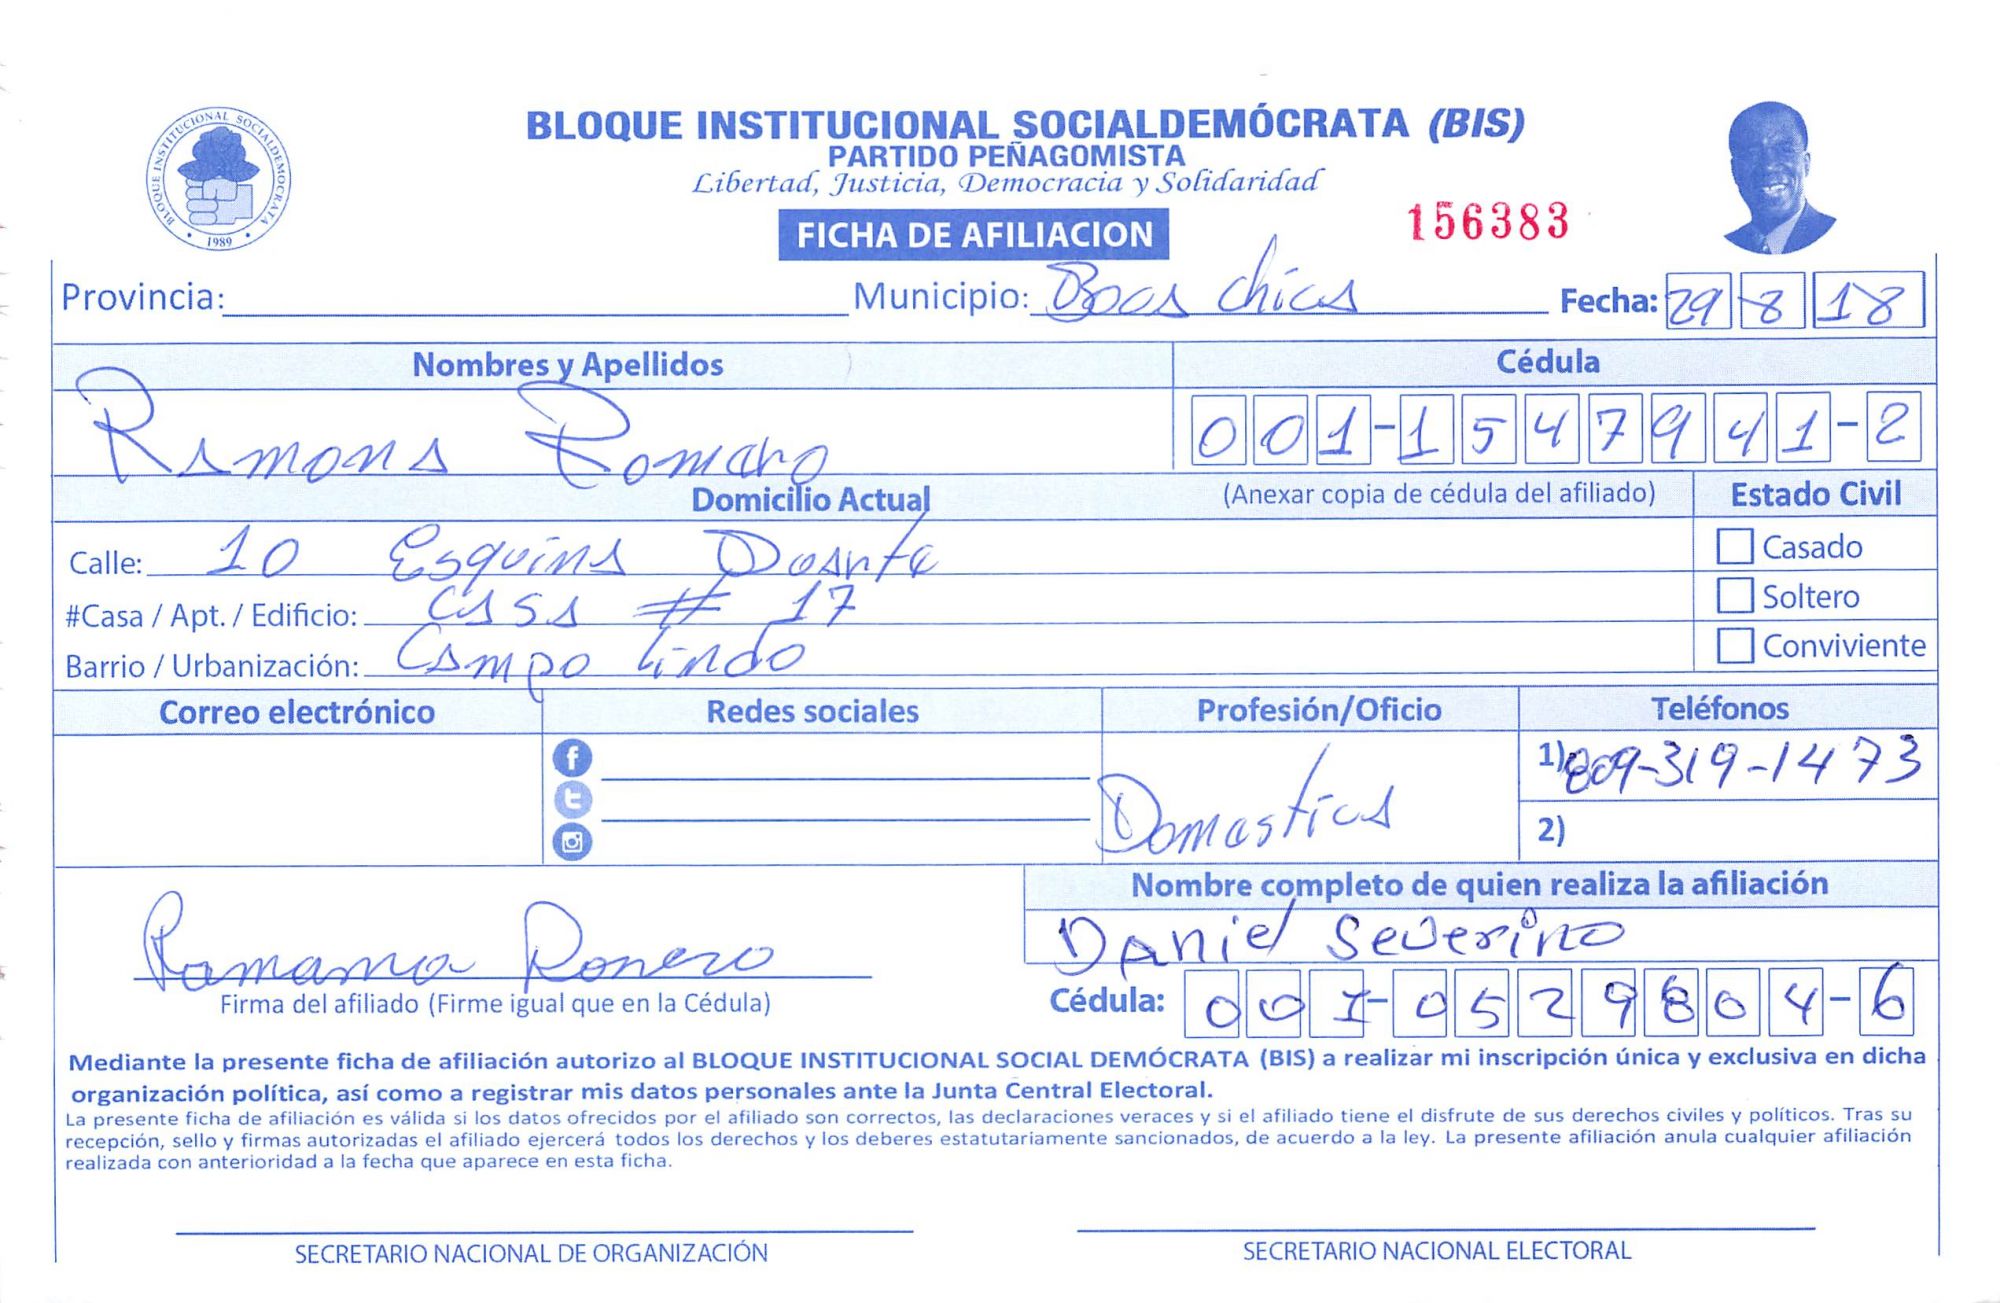 BLOQUE INSTITUCIONAL SOCIALDEMÓCRATA (BIS)
PARTIDO PEÑAGOMISTA
Libertad, Justicia, Democracia y Solidaridad
BLOQUE INSTITUCIONAL SOCIALDEMOCRATA
1989
FICHA DE AFILIACION
156383
Provincia: Municipio: Boca chica Fecha: 29-8-18
Nombres y Apellidos Cédula
Ramona Romero 001-1547941-2
Domicilio Actual (Anexar copia de cédula del afiliado) Estado Civil
Calle: 10 Esquina Duarte Casado
#Casa / Apt. / Edificio: casa # 17 Soltero
Barrio / Urbanización: Campo lindo Conviviente
Correo electrónico Redes sociales Profesión/Oficio Teléfonos
Domestica 1) 809-319-1473
2)
Nombre completo de quien realiza la afiliación
Daniel Severino
Ramama Romero
Firma del afiliado (Firme igual que en la Cédula) Cédula: 001-0529804-6
Mediante la presente ficha de afiliación autorizo al BLOQUE INSTITUCIONAL SOCIAL DEMÓCRATA (BIS) a realizar mi inscripción única y exclusiva en dicha
organización política, así como a registrar mis datos personales ante la Junta Central Electoral.
La presente ficha de afiliación es válida si los datos ofrecidos por el afiliado son correctos, las declaraciones veraces y si el afiliado tiene el disfrute de sus derechos civiles y políticos. Tras su
recepción, sello y firmas autorizadas el afiliado ejercerá todos los derechos y los deberes estatutariamente sancionados, de acuerdo a la ley. La presente afiliación anula cualquier afiliación
realizada con anterioridad a la fecha que aparece en esta ficha.
SECRETARIO NACIONAL DE ORGANIZACIÓN SECRETARIO NACIONAL ELECTORAL